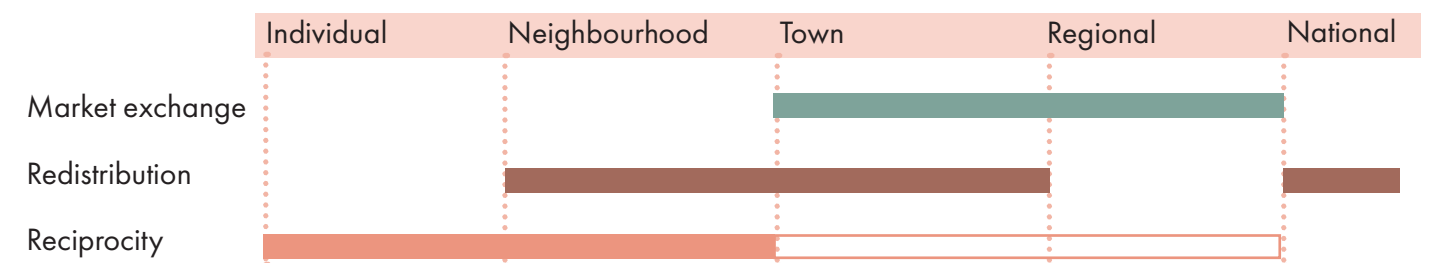 Individual Neighbourhood Town Regional National
Market exchange
Redistribution
Reciprocity